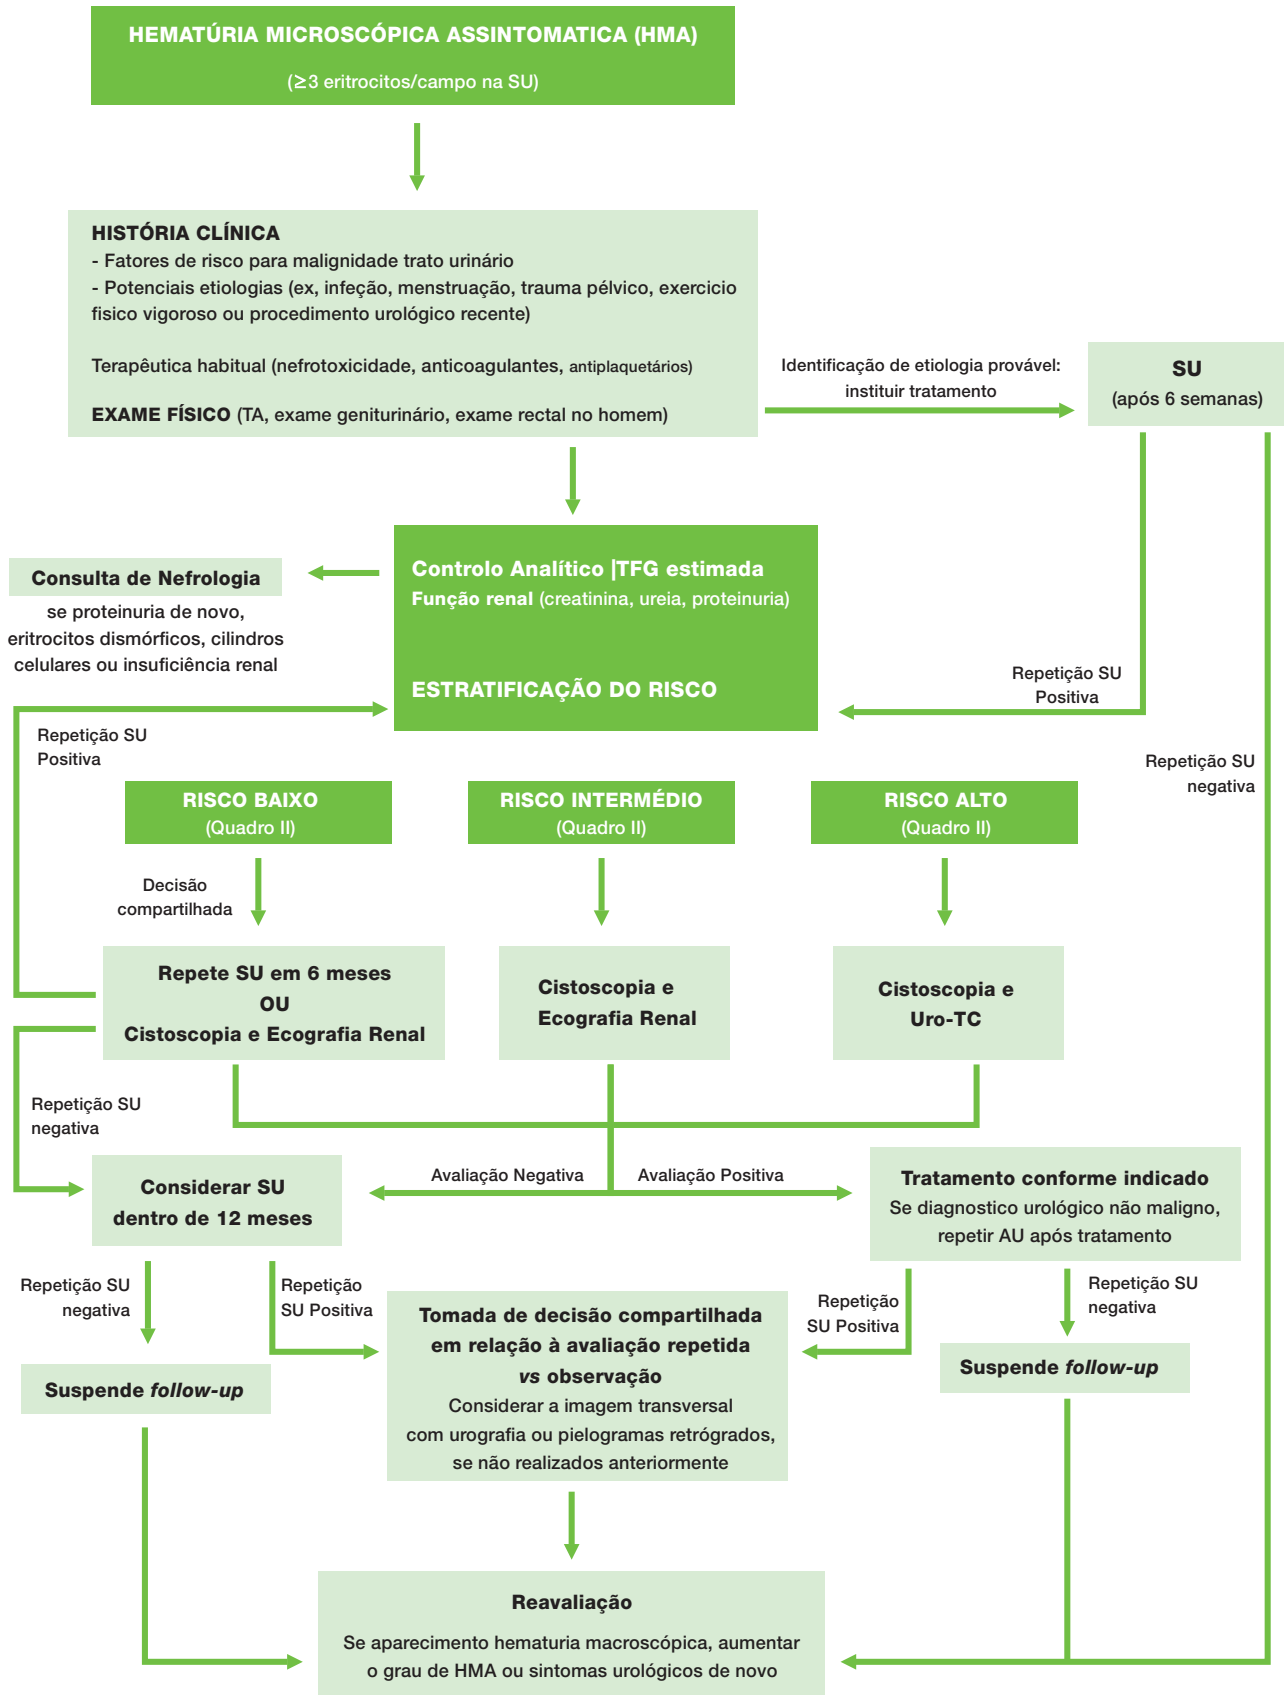 HEMATÚRIA MICROSCÓPICA ASSINTOMATICA (HMA)
(≥3 eritrocitos/campo na SU)
HISTÓRIA CLÍNICA
- Fatores de risco para malignidade trato urinário
- Potenciais etiologias (ex, infeção, menstruação, trauma pélvico, exercicio
fisico vigoroso ou procedimento urológico recente)
Terapêutica habitual (nefrotoxicidade, anticoagulantes, antiplaquetários)
EXAME FÍSICO (TA, exame geniturinário, exame rectal no homem)
Identificação de etiologia provável:
instituir tratamento
SU
(após 6 semanas)
Controlo Analítico |TFG estimada
Função renal (creatinina, ureia, proteinuria)
ESTRATIFICAÇÃO DO RISCO
Consulta de Nefrologia
se proteinuria de novo,
eritrocitos dismórficos, cilindros
celulares ou insuficiência renal
Repetição SU
Positiva
Repetição SU
Positiva
Repetição SU
negativa
RISCO BAIXO
(Quadro II)
RISCO INTERMÉDIO
(Quadro II)
RISCO ALTO
(Quadro II)
Decisão
compartilhada
Repete SU em 6 meses
OU
Cistoscopia e Ecografia Renal
Cistoscopia e
Ecografia Renal
Cistoscopia e
Uro-TC
Repetição SU
negativa
Avaliação Negativa
Avaliação Positiva
Considerar SU
dentro de 12 meses
Tratamento conforme indicado
Se diagnostico urológico não maligno,
repetir AU após tratamento
Repetição SU
negativa
Repetição
SU Positiva
Repetição
SU Positiva
Repetição SU
negativa
Tomada de decisão compartilhada
em relação à avaliação repetida
vs observação
Considerar a imagem transversal
com urografia ou pielogramas retrógrados,
se não realizados anteriormente
Suspende follow-up
Suspende follow-up
Reavaliação
Se aparecimento hematuria macroscópica, aumentar
o grau de HMA ou sintomas urológicos de novo